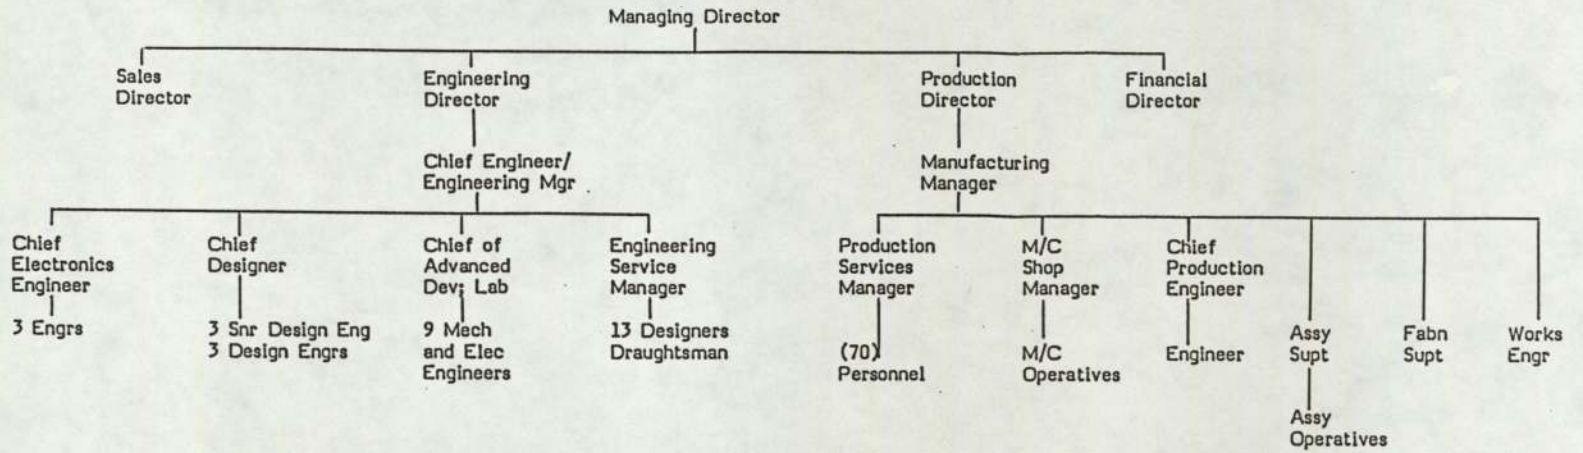 Managing Director
Sales
Director
Engineering
Director
Production
Director
Financial
Director
Chief Engineer/
Engineering Mgr
Manufacturing
Manager
Chief
Electronics
Engineer
3 Engrs
Chief
Designer
3 Snr Design Eng
3 Design Engrs
Chief of
Advanced
Dev; Lab
9 Mech
and Elec
Engineers
Engineering
Service
Manager
13 Designers
Draughtsman
Production
Services
Manager
(70)
Personnel
M/C
Shop
Manager
M/C
Operatives
Chief
Production
Engineer
Engineer
Assy
Supt
Assy
Operatives
Fabn
Supt
Works
Engr